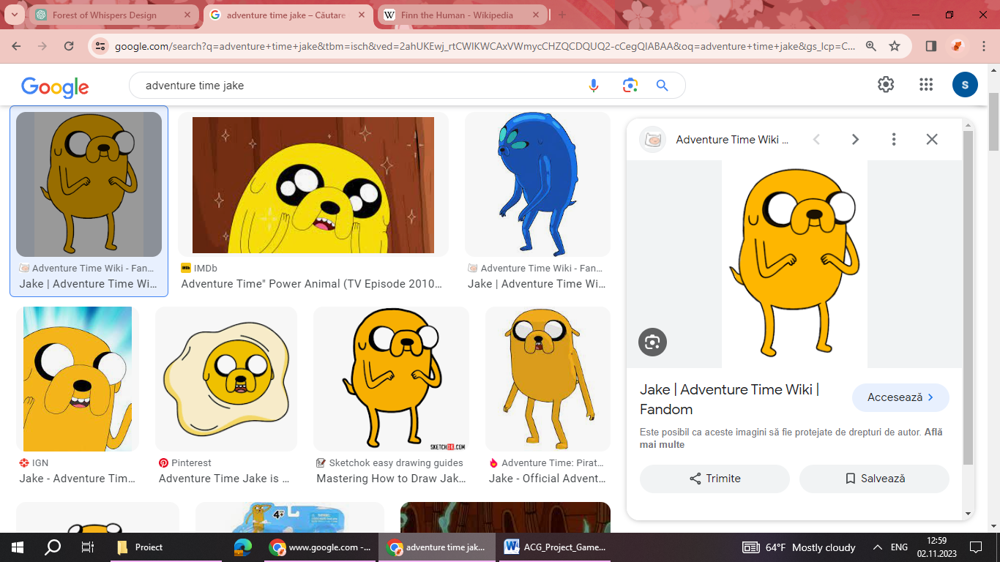 Forest of Whispers Design
adventure time jake – Căutare
Finn the Human - Wikipedia
google.com/search?q=adventure+time+jake&tbm=isch&ved=2ahUKEwj_rtCWlKWCAxVWmycCHZQCDQUQ2-cCegQIABAA&oq=adventure+time+jake&gs_lcp=C...
Google
adventure time jake
S
Adventure Time Wiki - Fan...
Jake | Adventure Time Wi...
IMDb
IMDb
Adventure Time" Power Animal (TV Episode 2010...
Adventure Time Wiki - Fan...
Jake | Adventure Time Wi...
Adventure Time Wiki ...
IGN
Jake - Adventure Tim...
Pinterest
Adventure Time Jake is ...
SKETCHOK.COM
Sketchok easy drawing guides
Mastering How to Draw Jak...
Adventure Time: Pirat...
Jake - Official Advent...
Jake | Adventure Time Wiki |
Fandom
Accesează
Este posibil ca aceste imagini să fie protejate de drepturi de autor. Află
mai multe
Trimite
Salvează
4+
Proiect
www.google.com -...
adventure time jak...
ACG_Project_Game...
64°F Mostly cloudy
ENG
12:59
02.11.2023